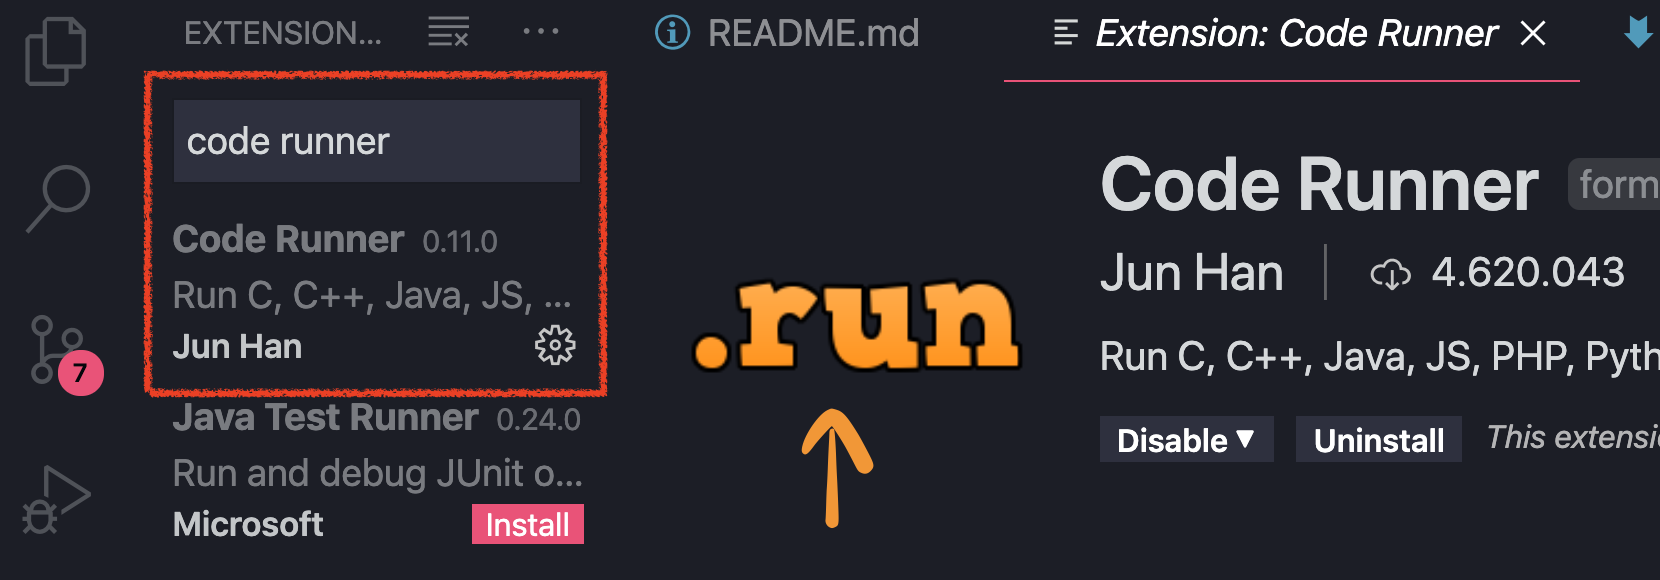 EXTENSION...
README.md
Extension: Code Runner
code runner
Code Runner 0.11.0
Run C, C++, Java, JS, ...
Jun Han
Java Test Runner 0.24.0
Run and debug JUnit o...
Microsoft
Install
7
.run
Code Runner
form
Jun Han
4.620.043
Run C, C++, Java, JS, PHP, Pyth
Disable
Uninstall
This extensi